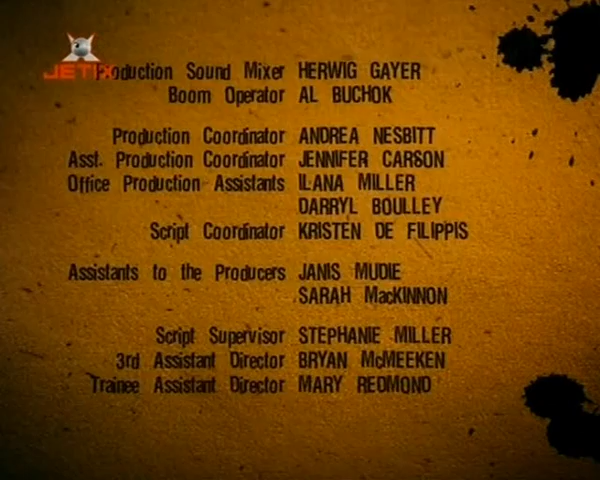 JETIX
Production Sound Mixer HERWIG GAYER
Boom Operator AL BUCHOK
Production Coordinator ANDREA NESBITT
Asst. Production Coordinator JENNIFER CARSON
Office Production Assistants ILANA MILLER
DARRYL BOULLEY
Script Coordinator KRISTEN DE FILIPPIS
Assistants to the Producers JANIS MUDIE
SARAH MacKINNON
Script Supervisor STEPHANIE MILLER
3rd Assistant Director BRYAN McMEEKEN
Trainee Assistant Director MARY REDMOND